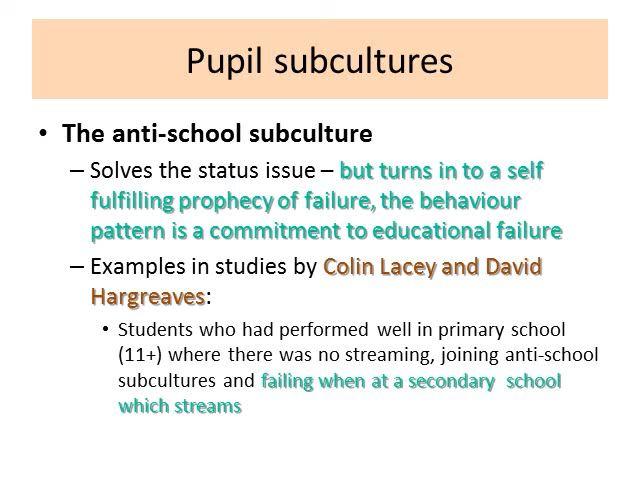 Pupil subcultures
• The anti-school subculture
– Solves the status issue – but turns in to a self
fulfilling prophecy of failure, the behaviour
pattern is a commitment to educational failure
– Examples in studies by Colin Lacey and David
Hargreaves:
• Students who had performed well in primary school
(11+) where there was no streaming, joining anti-school
subcultures and failing when at a secondary school
which streams